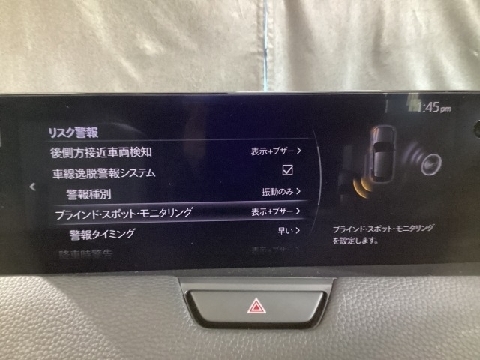 :45pm
リスク警報
後側方接近車両検知 表示+ブザー >
車線逸脱警報システム
警報種別 振動のみ >
ブラインド・スポット・モニタリング 表示+ブザー >
警報タイミング 早い >
ブラインド・スポット・モニタリング
を設定します。